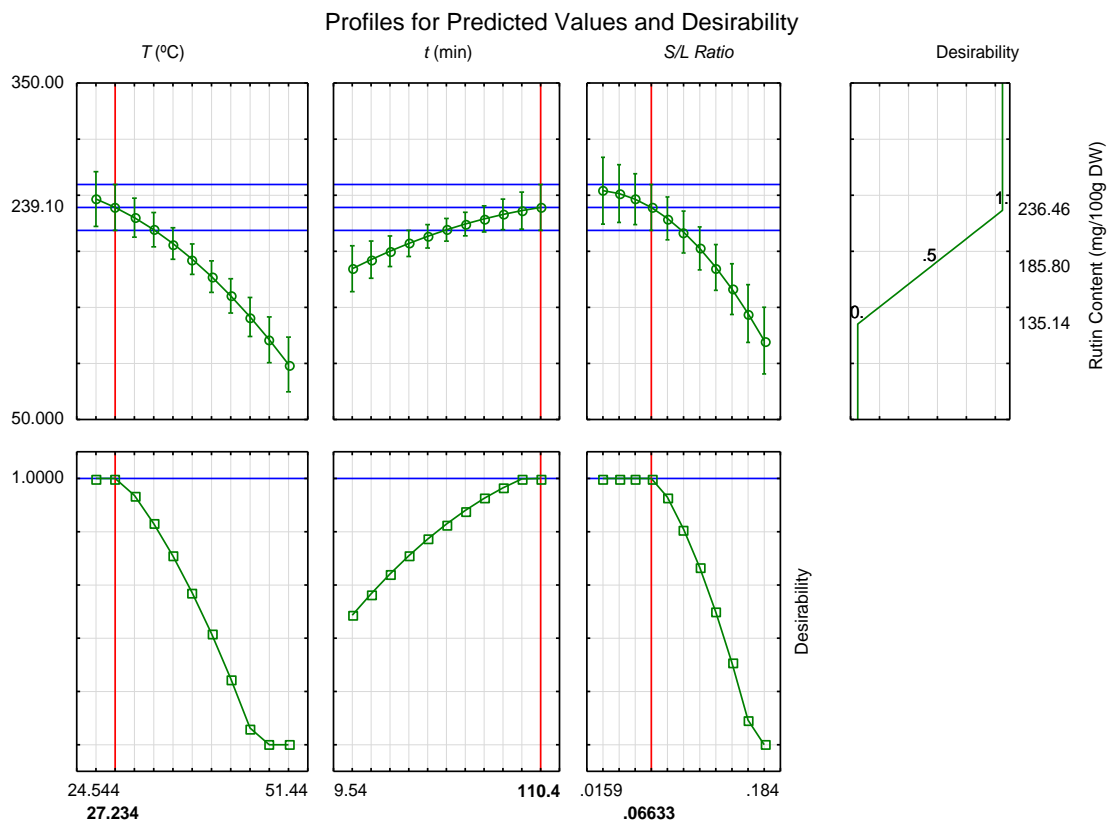 Profiles for Predicted Values and Desirability
T (ºC)
t (min)
S/L Ratio
Desirability
350.00
239.10
50.000
1.
.5
0.
236.46
185.80
135.14
Rutin Content (mg/100g DW)
1.0000
Desirability
24.544 51.44 9.54 110.4 .0159 .184
27.234 .06633